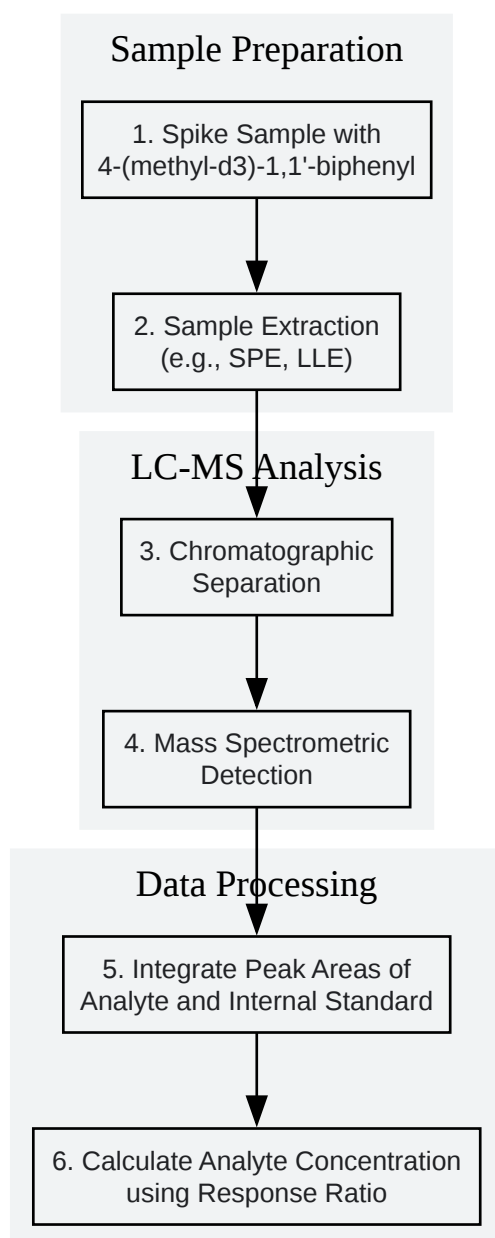 Sample Preparation
1. Spike Sample with
4-(methyl-d3)-1,1'-biphenyl
2. Sample Extraction
(e.g., SPE, LLE)
LC-MS Analysis
3. Chromatographic
Separation
4. Mass Spectrometric
Detection
Data Processing
5. Integrate Peak Areas of
Analyte and Internal Standard
6. Calculate Analyte Concentration
using Response Ratio